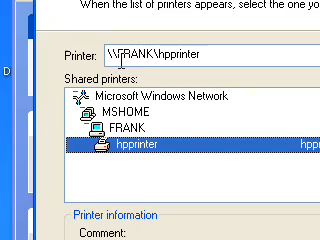 When the list of printers appears, select the one yo
Printer: \\FRANK\hpprinter
Shared printers:
Microsoft Windows Network
MSHOME
FRANK
hpprinter hppr
D
Printer information
Comment: